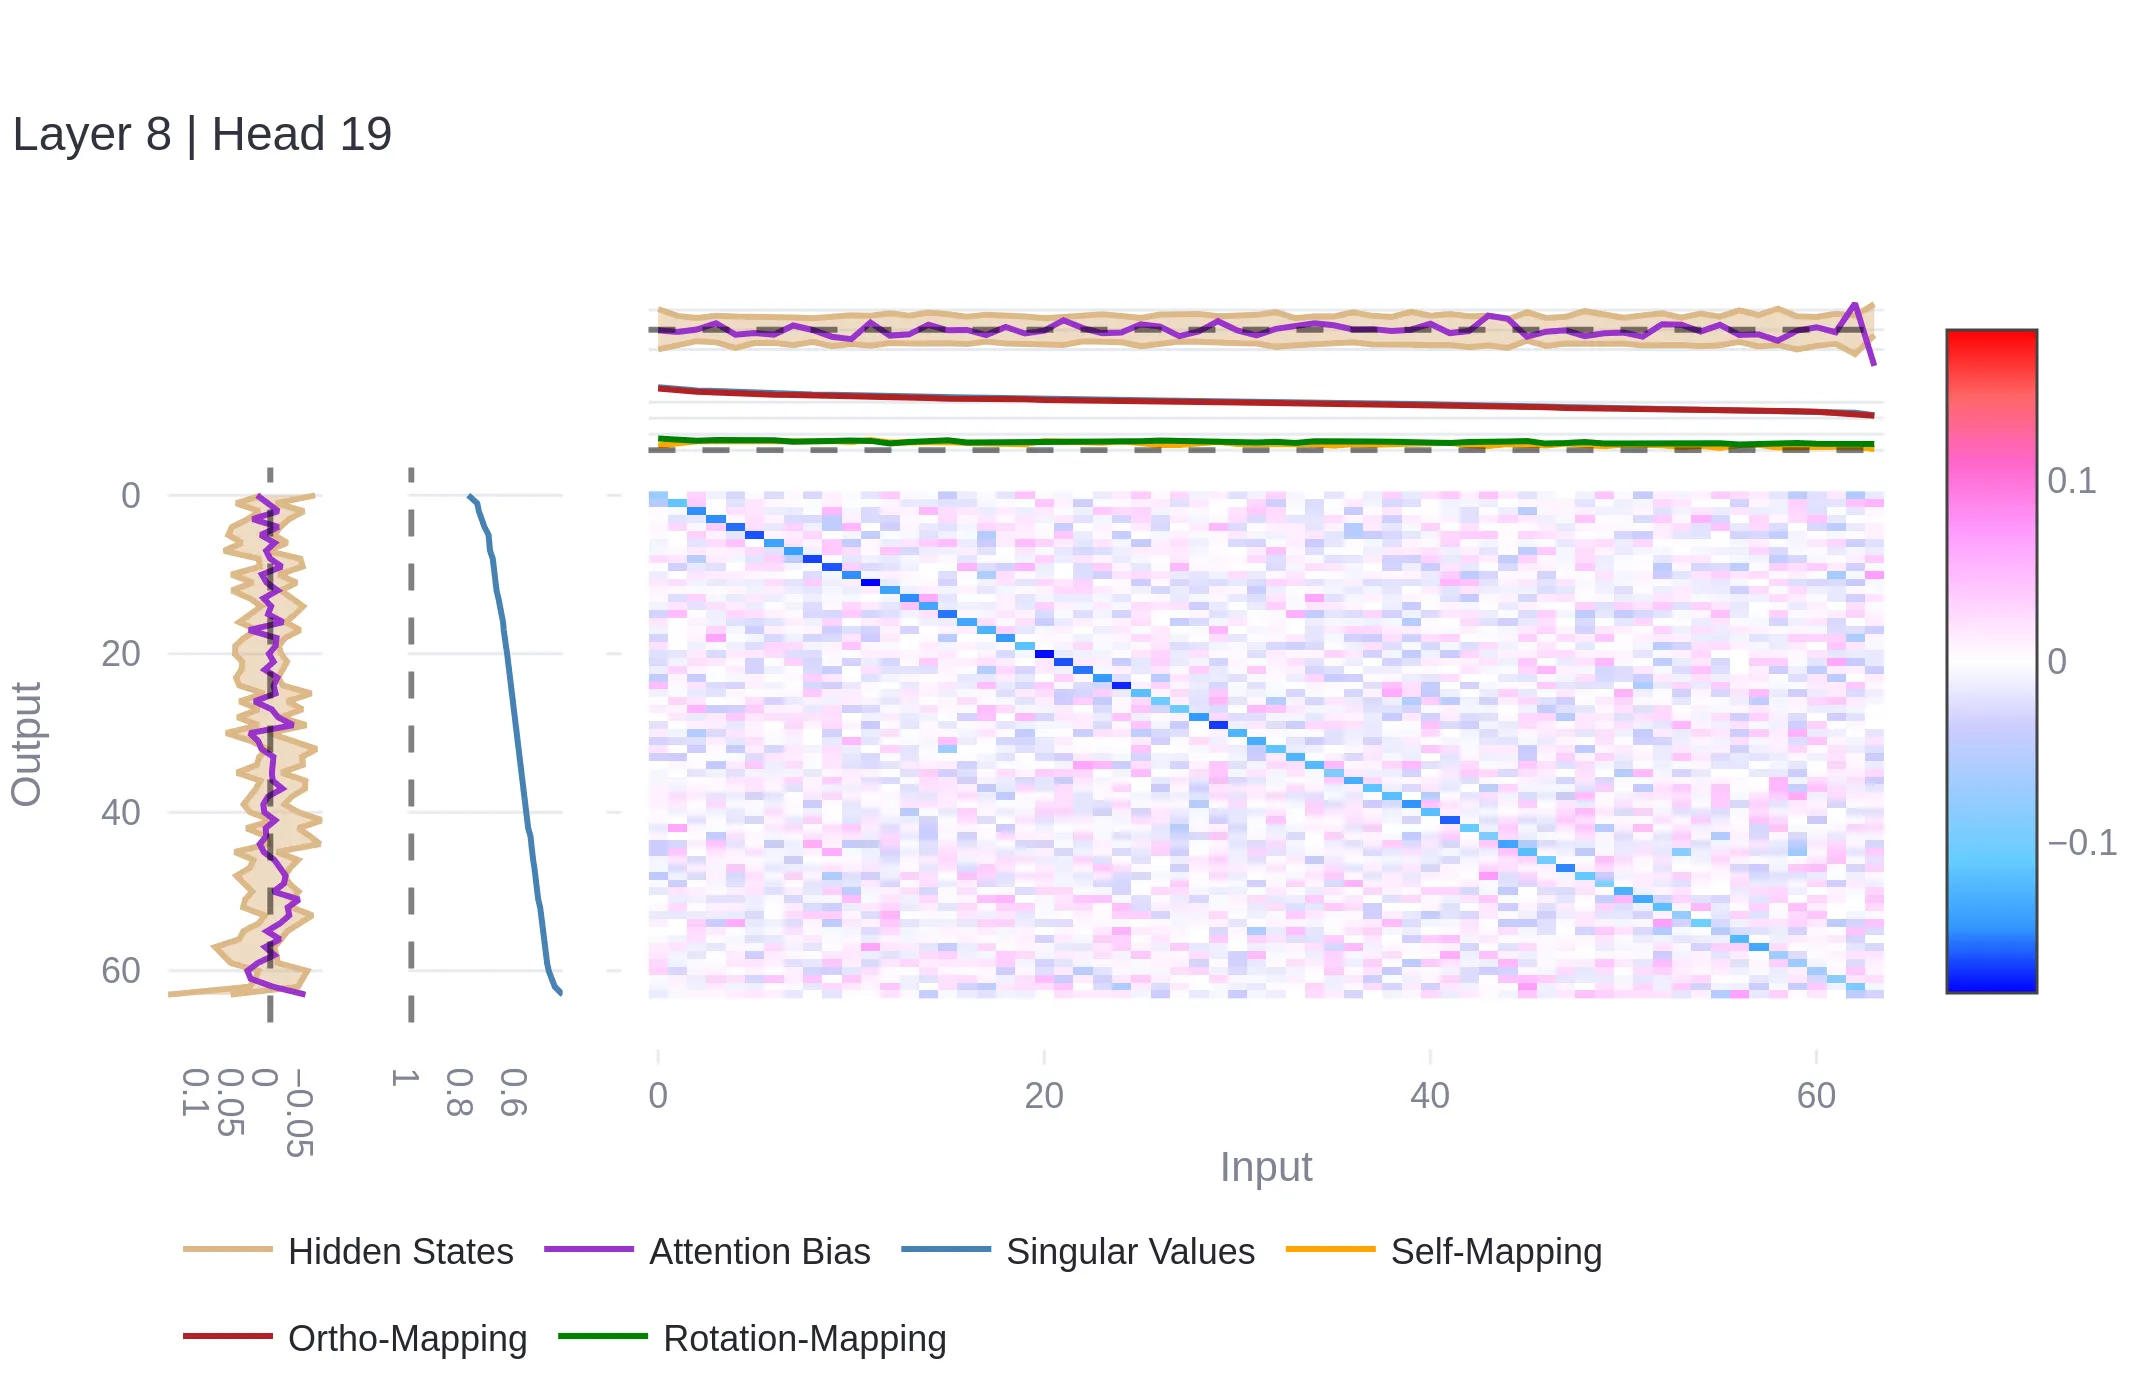 Layer 8 | Head 19
0
20
40
60
Output
0.1
0.05
0
−0.05
1
0.8
0.6
0
20
40
60
Input
0.1
0
−0.1
Hidden States
Attention Bias
Singular Values
Self-Mapping
Ortho-Mapping
Rotation-Mapping